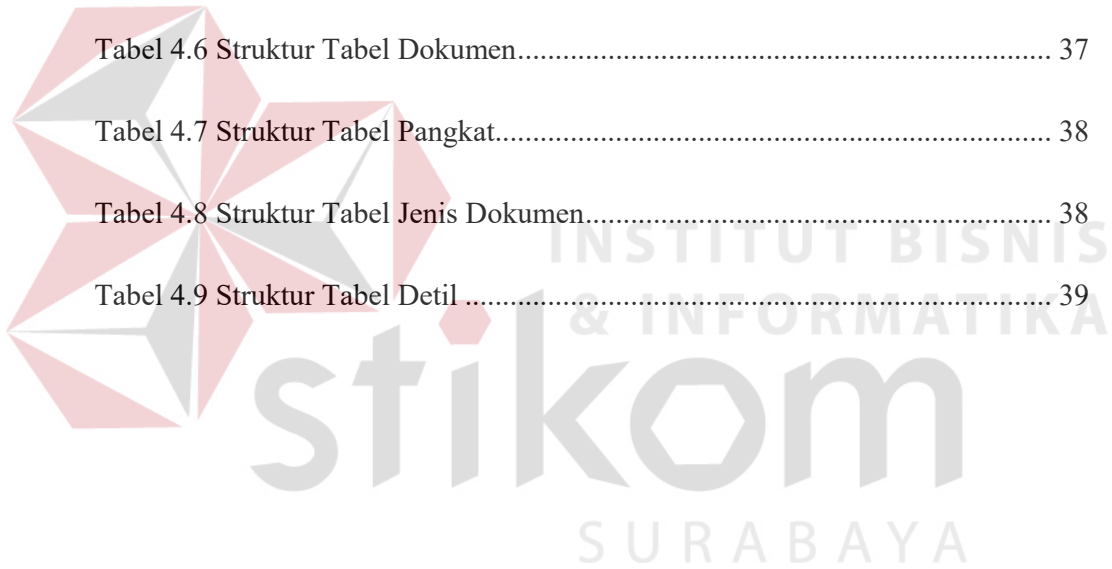 Tabel 4.6 Struktur Tabel Dokumen....................................................................... 37
Tabel 4.7 Struktur Tabel Pangkat.......................................................................... 38
Tabel 4.8 Struktur Tabel Jenis Dokumen.............................................................. 38
INSTITUT BISNIS
Tabel 4.9 Struktur Tabel Detil .............................................................................. 39
& INFORMATIKA
stikom
SURABAYA